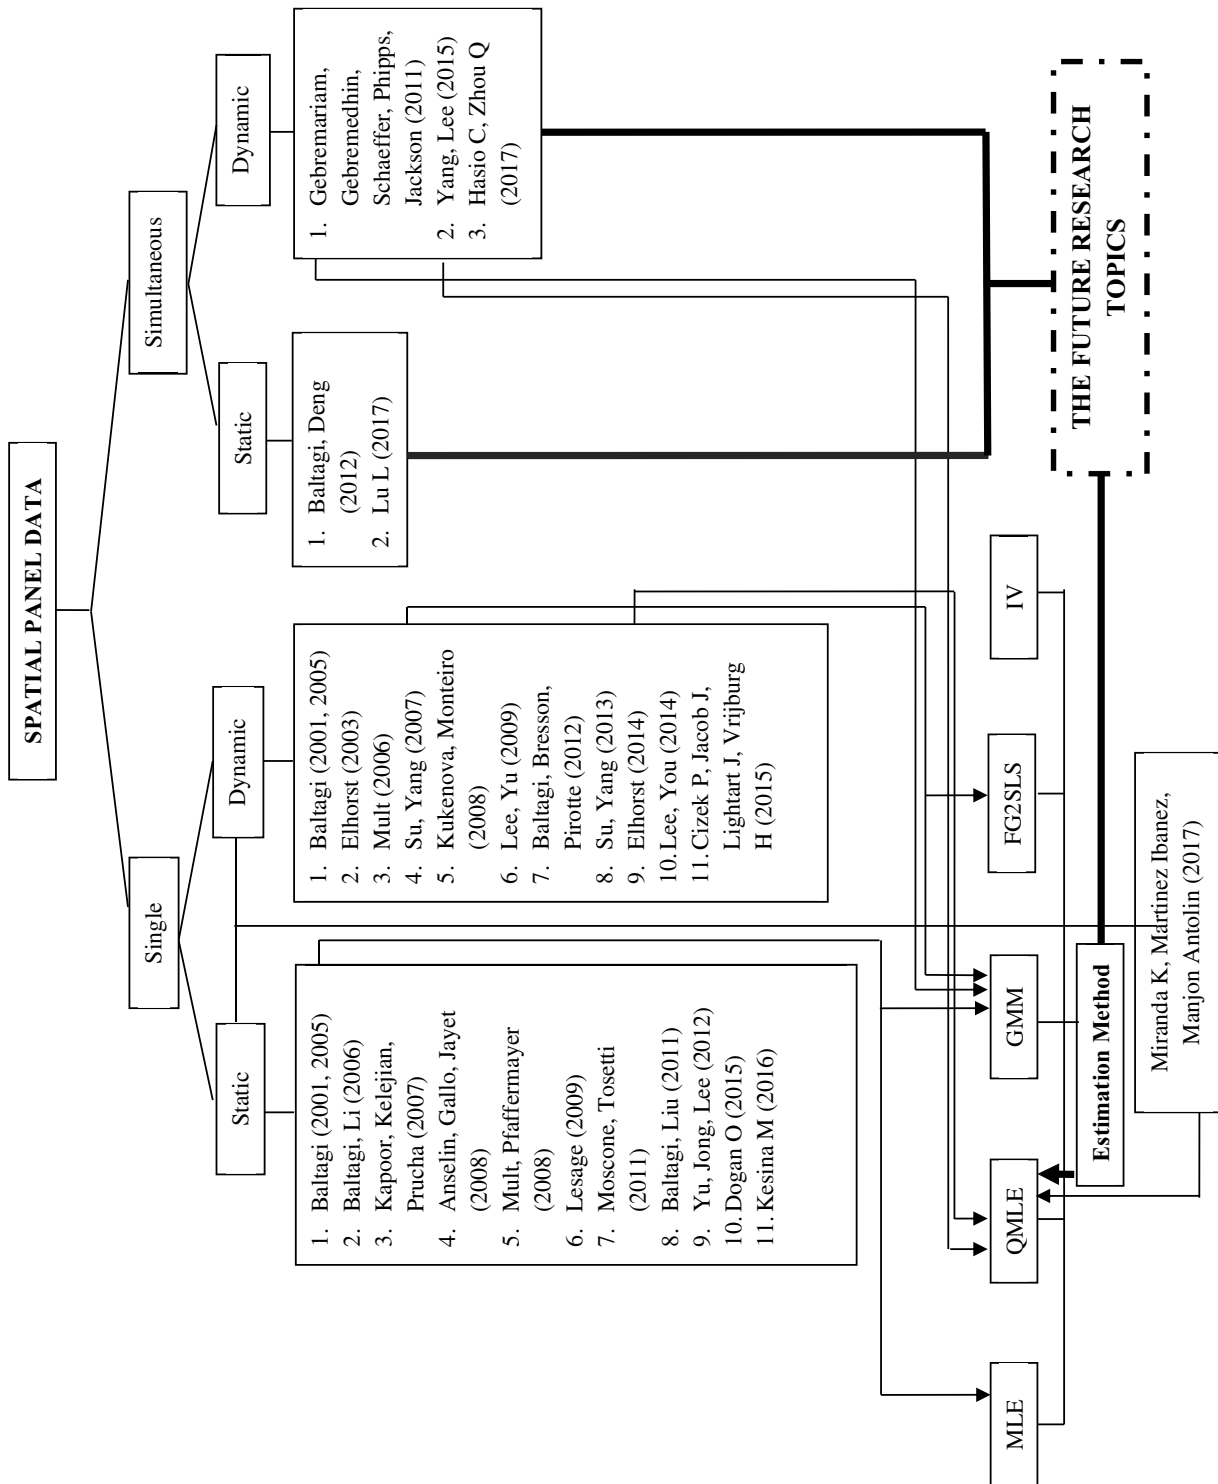 SPATIAL PANEL DATA
Single
Simultaneous
Static
Dynamic
Static
Dynamic
1. Baltagi (2001, 2005)
2. Baltagi, Li (2006)
3. Kapoor, Kelejian,
Prucha (2007)
4. Anselin, Gallo, Jayet
(2008)
5. Mult, Pfaffermayer
(2008)
6. Lesage (2009)
7. Moscone, Tosetti
(2011)
8. Baltagi, Liu (2011)
9. Yu, Jong, Lee (2012)
10. Dogan O (2015)
11. Kesina M (2016)
1. Baltagi (2001, 2005)
2. Elhorst (2003)
3. Mult (2006)
4. Su, Yang (2007)
5. Kukenova, Monteiro
(2008)
6. Lee, Yu (2009)
7. Baltagi, Bresson,
Pirotte (2012)
8. Su, Yang (2013)
9. Elhorst (2014)
10. Lee, You (2014)
11. Cizek P, Jacob J,
Lightart J, Vrijburg
H (2015)
1. Baltagi, Deng
(2012)
2. Lu L (2017)
1. Gebremariam,
Gebremedhin,
Schaeffer, Phipps,
Jackson (2011)
2. Yang, Lee (2015)
3. Hasio C, Zhou Q
(2017)
MLE
QMLE
GMM
FG2SLS
IV
Estimation Method
THE FUTURE RESEARCH
TOPICS
Miranda K, Martinez Ibanez,
Manjon Antolin (2017)